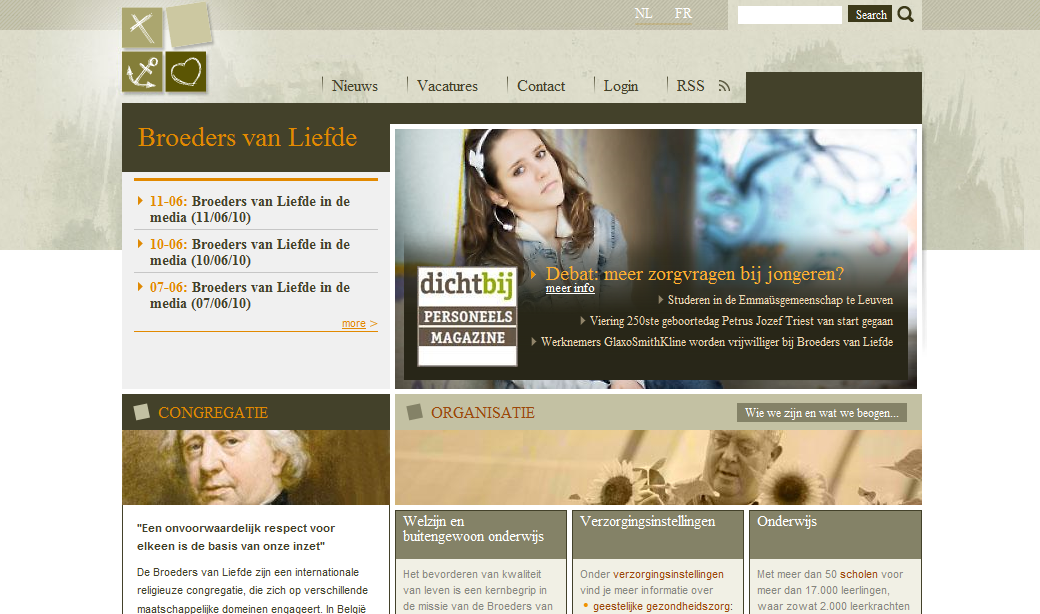 NL FR
Search
Nieuws Vacatures Contact Login RSS
Broeders van Liefde
11-06: Broeders van Liefde in de
media (11/06/10)
10-06: Broeders van Liefde in de
media (10/06/10)
07-06: Broeders van Liefde in de
media (07/06/10)
more >
dichtbij
PERSONEELS
MAGAZINE
Debat: meer zorgvragen bij jongeren?
meer info
Studeren in de Emmaüsgemeenschap te Leuven
Viering 250ste geboortedag Petrus Jozef Triest van start gegaan
Werknemers GlaxoSmithKline worden vrijwilliger bij Broeders van Liefde
CONGREGATIE
"Een onvoorwaardelijk respect voor
elkeen is de basis van onze inzet"
De Broeders van Liefde zijn een internationale
religieuze congregatie, die zich op verschillende
maatschappelijke domeinen engageert. In België
ORGANISATIE
Wie we zijn en wat we beogen...
Welzijn en
buitengewoon onderwijs
Het bevorderen van kwaliteit
van leven is een kernbegrip in
de missie van de Broeders van
Verzorgingsinstellingen
Onder verzorgingsinstellingen
vind je meer informatie over
geestelijke gezondheidszorg:
Onderwijs
Met meer dan 50 scholen voor
meer dan 17.000 leerlingen,
waar zowat 2.000 leerkrachten